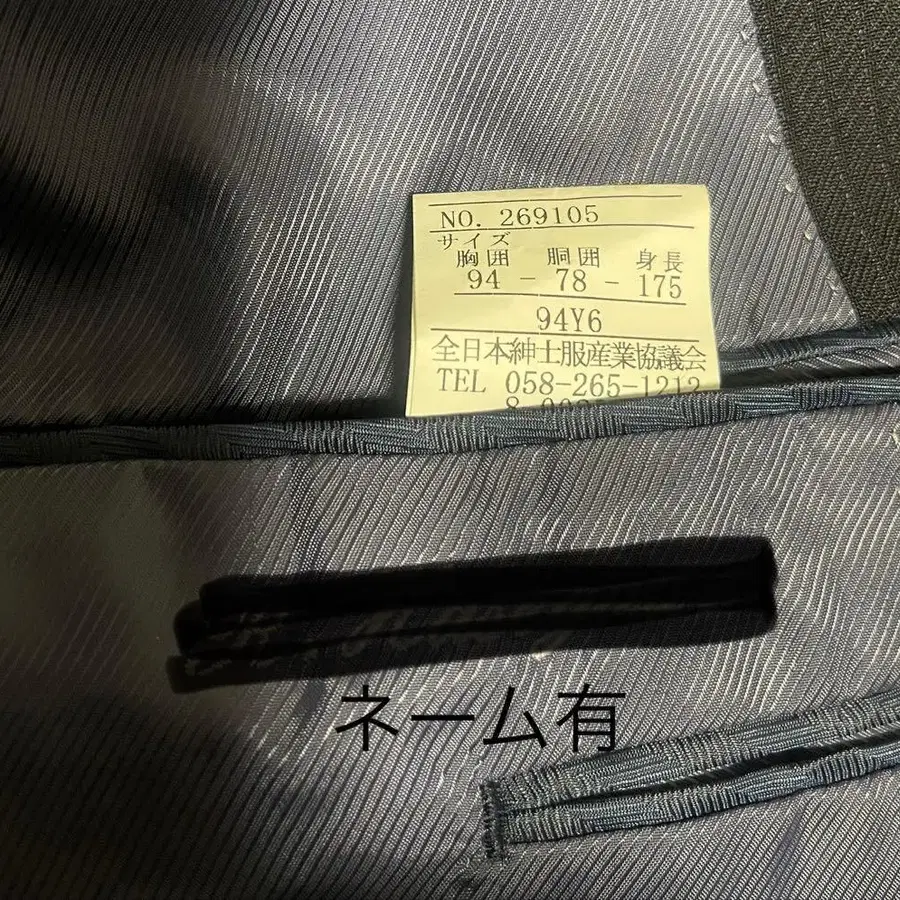 NO. 269105
サイズ
胸囲 胴囲 身長
94 - 78 - 175
94Y6
全日本紳士服産業協議会
TEL 058-265-1212
ネーム有